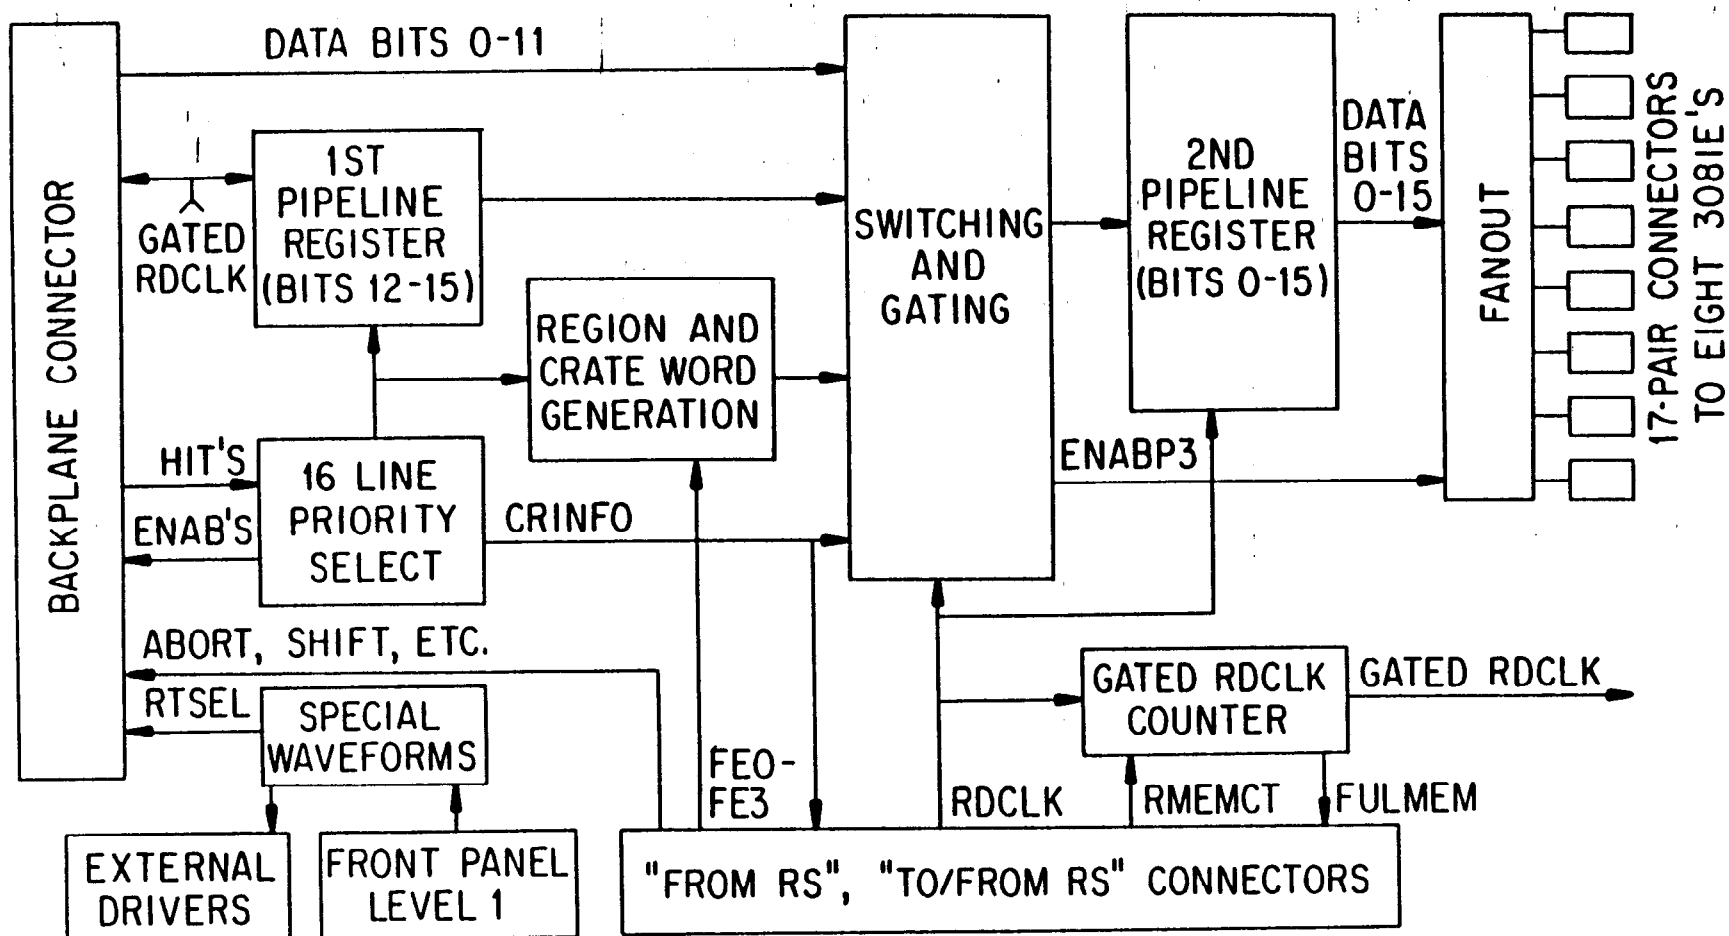 DATA BITS 0-11
BACKPLANE CONNECTOR
GATED
RDCLK
1ST
PIPELINE
REGISTER
(BITS 12-15)
REGION AND
CRATE WORD
GENERATION
SWITCHING
AND
GATING
2ND
PIPELINE
REGISTER
(BITS 0-15)
DATA
BITS
0-15
FANOUT
17-PAIR CONNECTORS
TO EIGHT 3081E'S
HIT'S
ENAB'S
16 LINE
PRIORITY
SELECT
CRINFO
ENABP3
ABORT, SHIFT, ETC.
RTSEL
SPECIAL
WAVEFORMS
GATED RDCLK
COUNTER
GATED RDCLK
FE0-
FE3
RDCLK
RMEMCT
FULMEM
EXTERNAL
DRIVERS
FRONT PANEL
LEVEL 1
"FROM RS", "TO/FROM RS" CONNECTORS